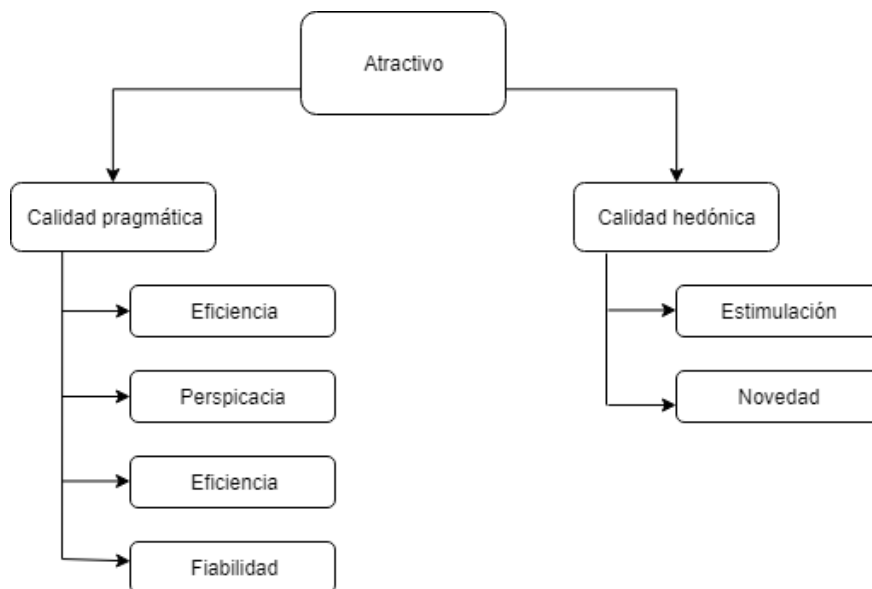 Atractivo
Calidad pragmática
Calidad hedónica
Eficiencia
Estimulación
Perspicacia
Novedad
Eficiencia
Fiabilidad